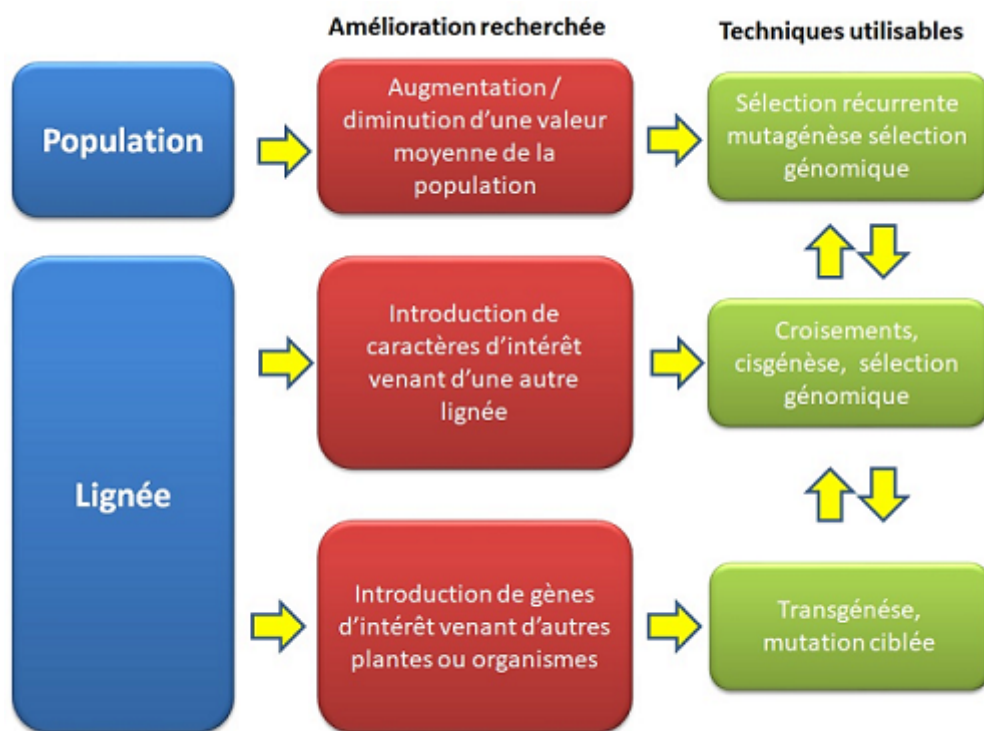 Amélioration recherchée
Techniques utilisables
Population
Augmentation /
diminution d'une valeur
moyenne de la
population
Sélection récurrente
mutagénèse sélection
génomique
Lignée
Introduction de
caractères d'intérêt
venant d'une autre
lignée
Croisements,
cisgénèse, sélection
génomique
Introduction de gènes
d'intérêt venant d'autres
plantes ou organismes
Transgénése,
mutation ciblée